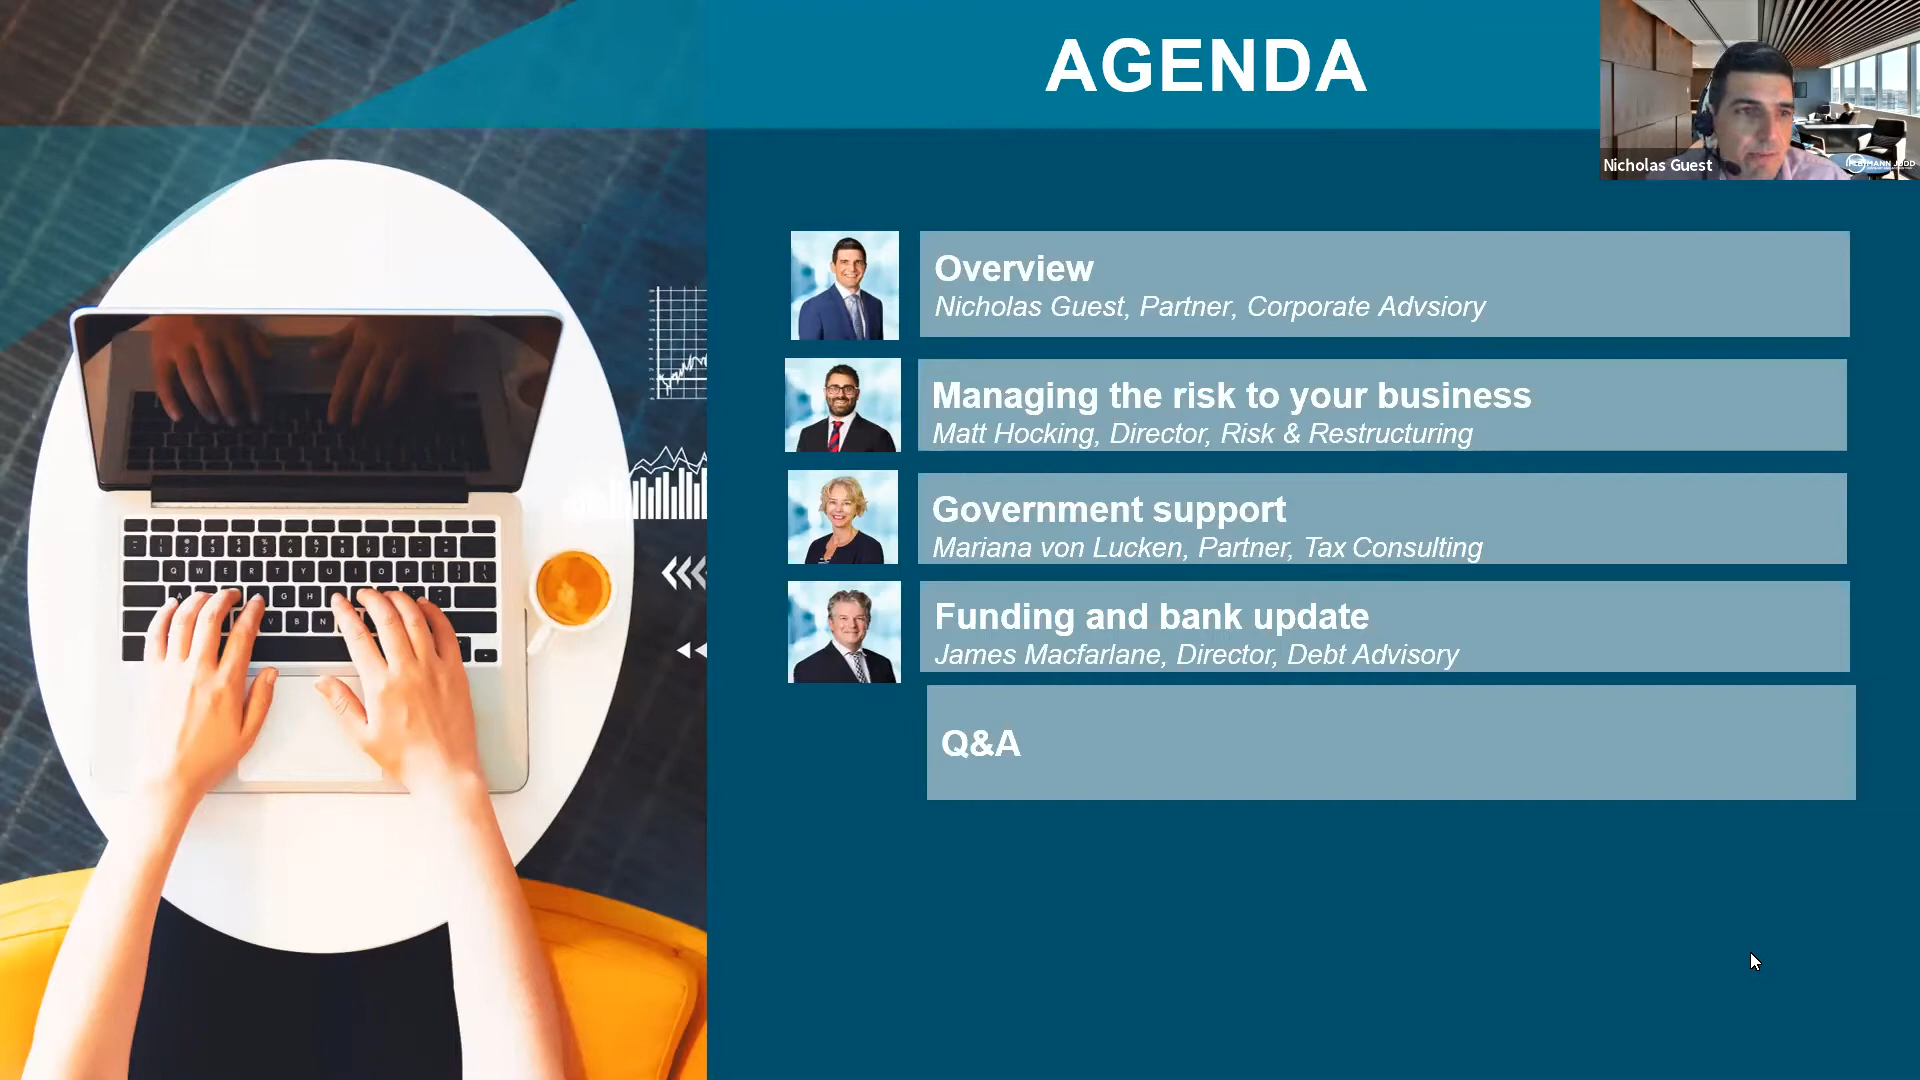 AGENDA
Nicholas Guest
Overview
Nicholas Guest, Partner, Corporate Advsiory
Managing the risk to your business
Matt Hocking, Director, Risk & Restructuring
Government support
Mariana von Lucken, Partner, Tax Consulting
Funding and bank update
James Macfarlane, Director, Debt Advisory
Q&A